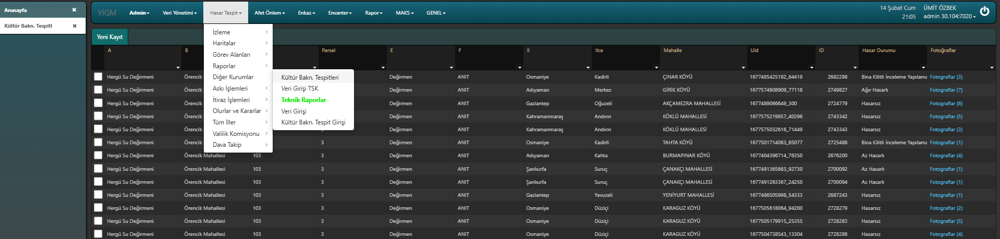 Anasayfa ×
Kültür Bakn. Tespitl ×
YİGM Admin Veri Yönetimi Hasar Tespit Afet Önlem Enkaz Envanter Rapor MAKS GENEL 14 Şubat Cum ÜMİT ÖZBEK
21:05 admin 30.104:7020
Yeni Kayıt
İzleme
Haritalar
Görev Alanları
Raporlar
Diğer Kurumlar
Askı İşlemleri
İtiraz İşlemleri
Olurlar ve Kararlar
Tüm İller
Valilik Komisyonu
Dava Takip
Kültür Bakn. Tespitleri
Veri Girişi TSK
Teknik Raporlar
Veri Girişi
Kültür Bakn. Tespit Girişi
A B Parsel E F Il Ilce Mahalle Uid ID Hasar Durumu Fotoğraflar
Hergü Su Değirmeni Örencik Değirmen ANIT Osmaniye Kadirli ÇINAR KÖYÜ 1677485425192_64419 2682298 Bina Kilitli İnceleme Yapılama Fotograflar (3)
Hergü Su Değirmeni Örencik Değirmen ANIT Adıyaman Merkez GİRİK KÖYÜ 1677574608909_77118 2749827 Ağır Hasarlı Fotograflar (7)
Hergü Su Değirmeni Örencik Değirmen ANIT Gaziantep Oğuzeli AKÇAMEZRA MAHALLESİ 1677489066649_300 2724779 Hasarsız Fotograflar (6)
Hergü Su Değirmeni Örencik Değirmen ANIT Kahramanmaraş Andırın KÖKLÜ MAHALLESİ 1677575219857_40296 2743342 Hasarsız Fotograflar (5)
Hergü Su Değirmeni Örencik Değirmen ANIT Kahramanmaraş Andırın KÖKLÜ MAHALLESİ 1677575032616_71449 2743343 Hasarsız Fotograflar (3)
Hergü Su Değirmeni Örencik 3 Değirmen ANIT Osmaniye Kadirli TAHTA KÖYÜ 1677501714063_65077 2725486 Bina Kilitli İnceleme Yapılama Fotograflar (1)
Hergü Su Değirmeni Örencik Mahallesi 103 3 Değirmen ANIT Adıyaman Kahta BURMAPINAR KÖYÜ 1677404396714_76350 2676200 Az Hasarlı Fotograflar (4)
Hergü Su Değirmeni Örencik Mahallesi 103 3 Değirmen ANIT Şanlıurfa Suruç ÇANAKÇI MAHALLESİ 1677491365663_92730 2700092 Az Hasarlı Fotograflar (1)
Hergü Su Değirmeni Örencik Mahallesi 103 3 Değirmen ANIT Şanlıurfa Suruç ÇANAKÇI MAHALLESİ 1677491263367_24250 2700094 Az Hasarlı Fotograflar (1)
Hergü Su Değirmeni Örencik Mahallesi 103 3 Değirmen ANIT Gaziantep Yavuzeli YENİYURT MAHALLESİ 1677486505998_54333 2687243 Hasarsız Fotograflar (1)
Hergü Su Değirmeni Örencik Mahallesi 103 3 Değirmen ANIT Osmaniye Düziçi KARAGUZ KÖYÜ 1677505618064_94200 2728279 Hasarsız Fotograflar (2)
Hergü Su Değirmeni Örencik Mahallesi 103 3 Değirmen ANIT Osmaniye Düziçi KARAGUZ KÖYÜ 1677505179915_25355 2728283 Hasarsız Fotograflar (5)
Hergü Su Değirmeni Örencik Mahallesi 103 3 Değirmen ANIT Osmaniye Düziçi KARAGUZ KÖYÜ 1677504738543_13304 2728286 Hasarsız Fotograflar (4)